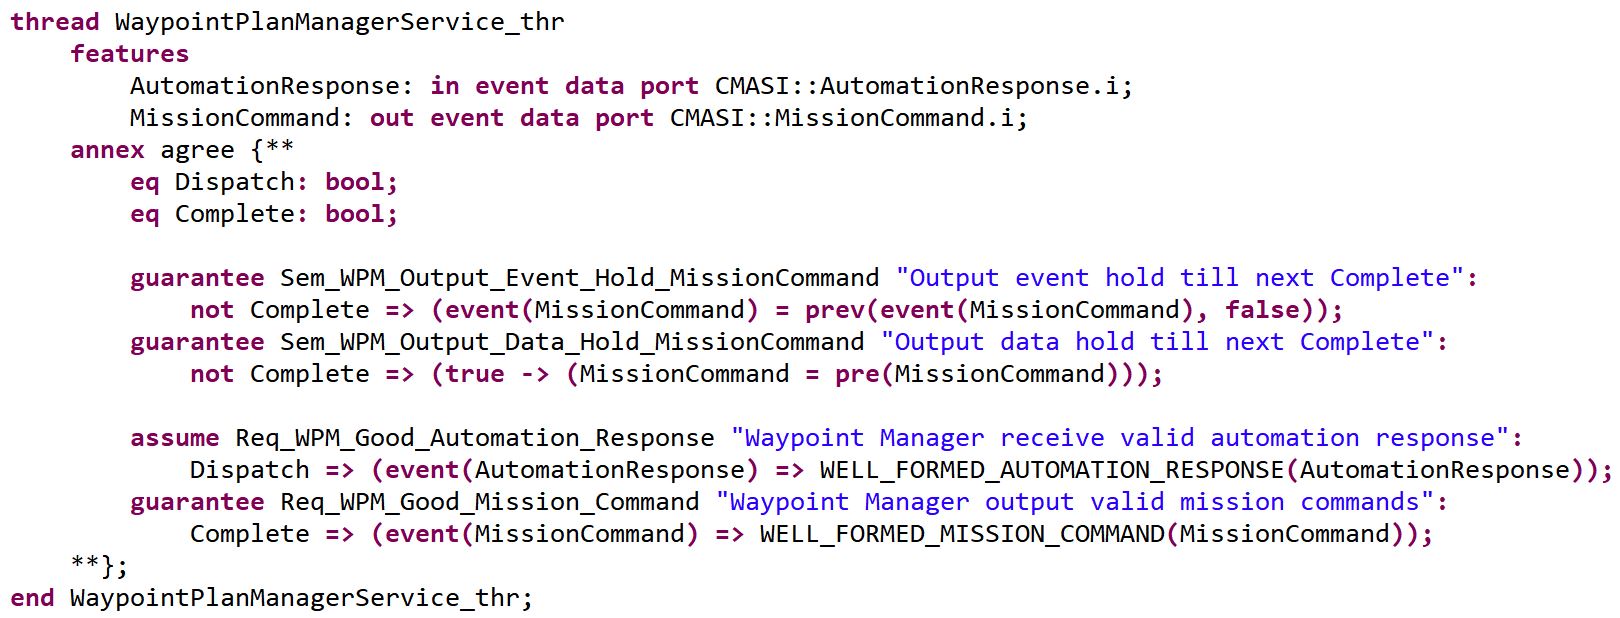 thread WaypointPlanManagerService_thr
features
AutomationResponse: in event data port CMASI::AutomationResponse.i;
MissionCommand: out event data port CMASI::MissionCommand.i;
annex agree {**
eq Dispatch: bool;
eq Complete: bool;
guarantee Sem_WPM_Output_Event_Hold_MissionCommand "Output event hold till next Complete":
not Complete => (event(MissionCommand) = prev(event(MissionCommand), false));
guarantee Sem_WPM_Output_Data_Hold_MissionCommand "Output data hold till next Complete":
not Complete => (true -> (MissionCommand = pre(MissionCommand)));
assume Req_WPM_Good_Automation_Response "Waypoint Manager receive valid automation response":
Dispatch => (event(AutomationResponse) => WELL_FORMED_AUTOMATION_RESPONSE(AutomationResponse));
guarantee Req_WPM_Good_Mission_Command "Waypoint Manager output valid mission commands":
Complete => (event(MissionCommand) => WELL_FORMED_MISSION_COMMAND(MissionCommand));
**};
end WaypointPlanManagerService_thr;